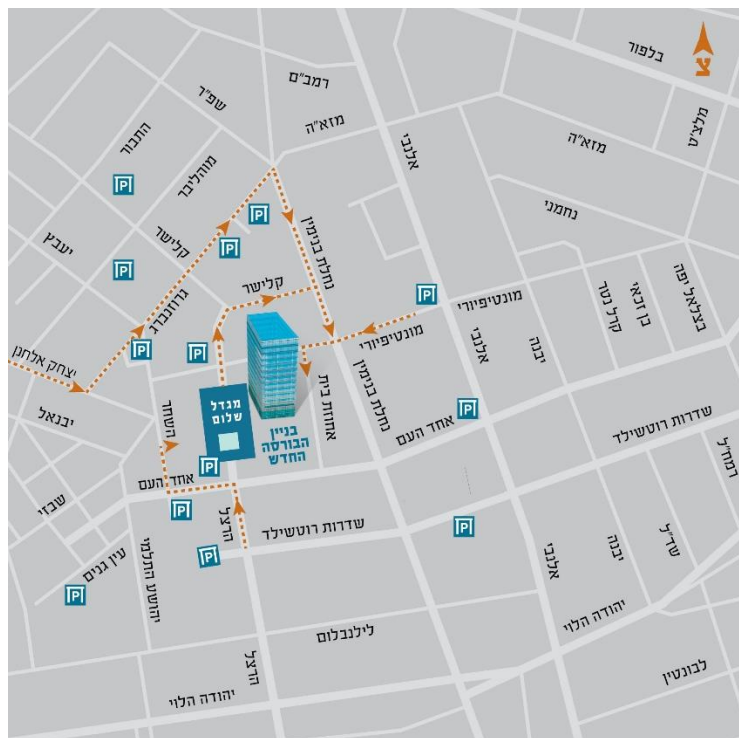 בלפור
צ
רמב"ם
שפ"ר
מזא"ה
אלנבי
מזא"ה
מלצ'ט
התבור
מוהליבר
נחמני
נחלת בנימין
קלישר
יעבץ
גרוזנברג
קלישר
מונטיפיורי
קרל נטר
בן זכאי
בצלאל יפה
יצחק אלחנן
מונטיפיורי
אלנבי
יבנה
נחלת בנימין
אחוזת בית
מגדל
שלום
השחר
יבנאל
בניין
הבורסה
החדש
אחד העם
שדרות רוטשילד
רמח"ל
שבזי
אחד העם
הרצל
שדרות רוטשילד
עין גנים
יהושע התלמי
אלנבי
יבנה
שד"ל
לילנבלום
יהודה הלוי
הרצל
יהודה הלוי
לבונטין
P
P
P
P
P
P
P
P
P
P
P
P
P